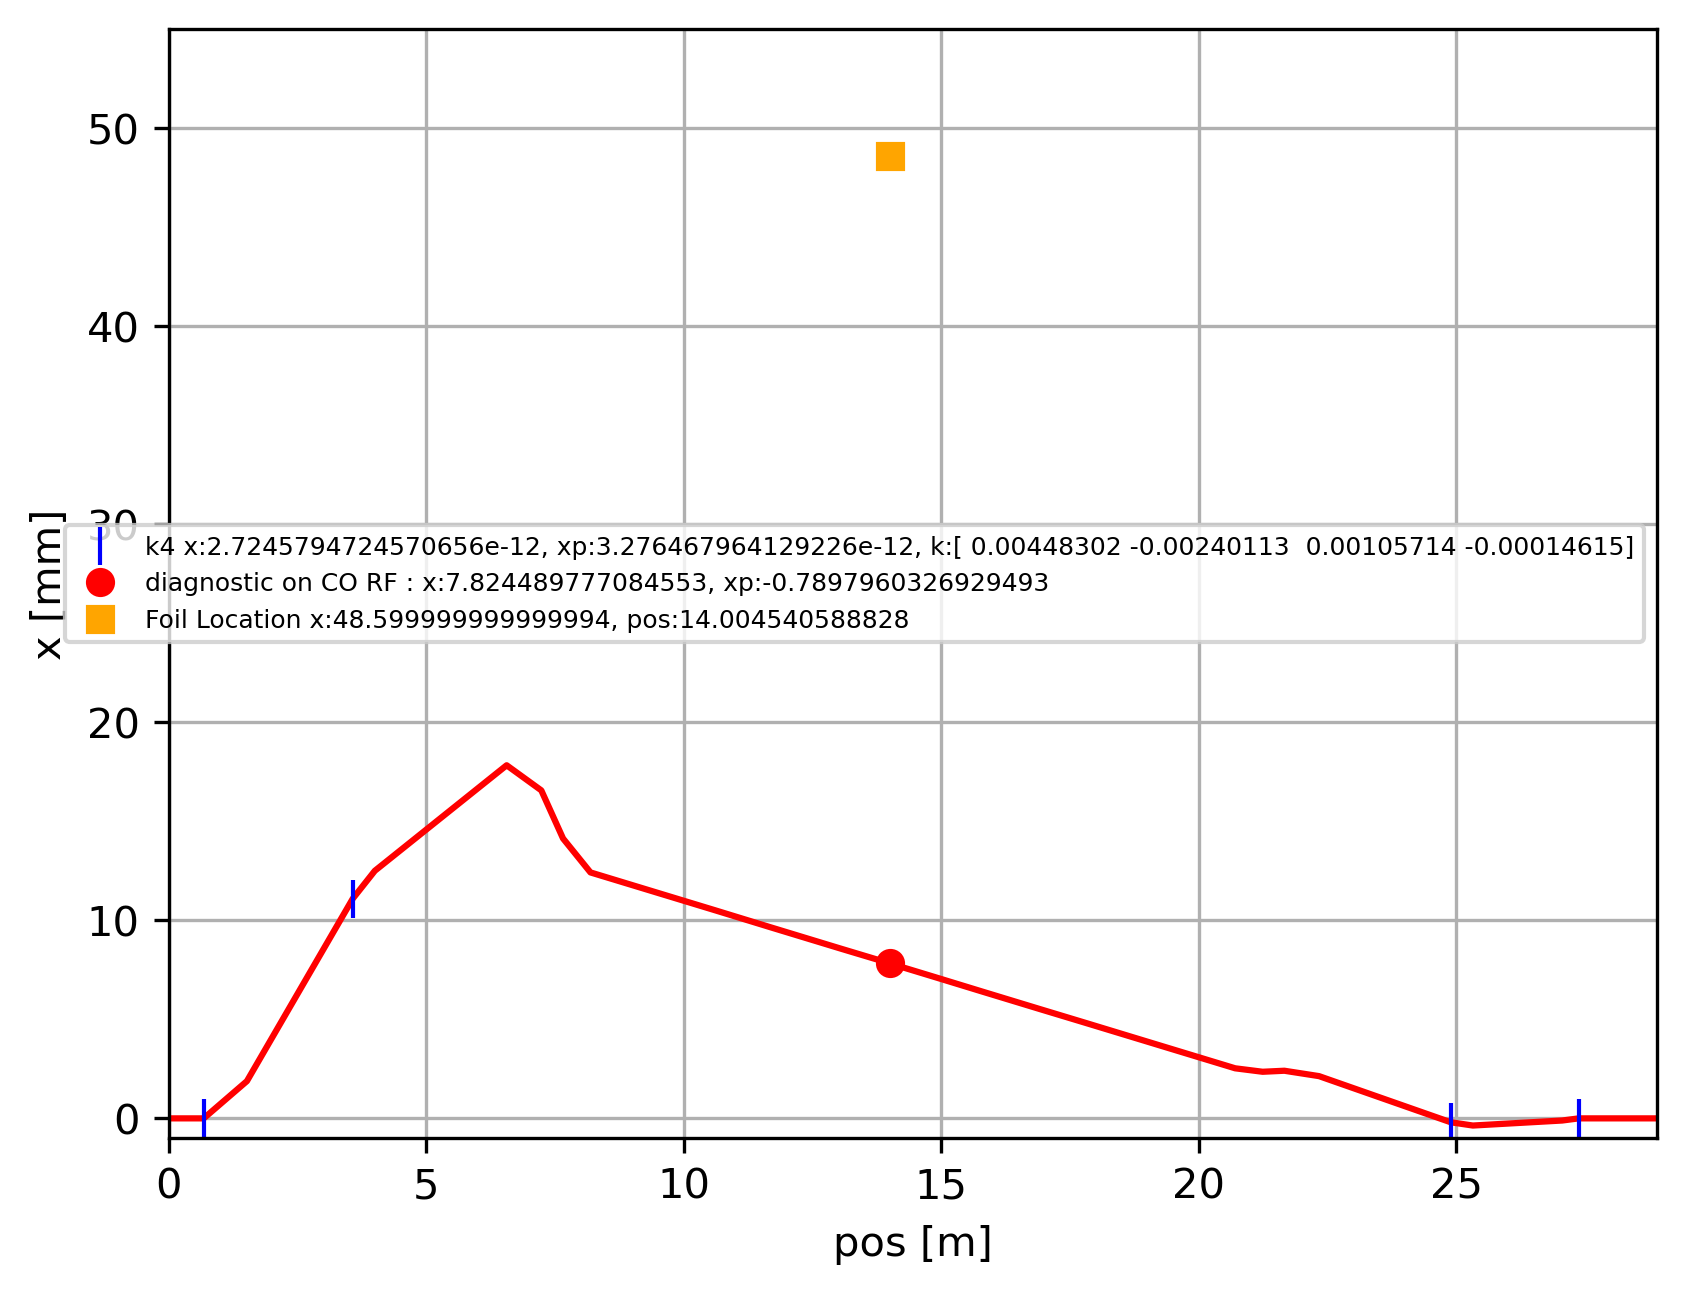 50
40
30
20
10
0
x [mm]
k4 x:2.7245794724570656e-12, xp:3.276467964129226e-12, k:[ 0.00448302 -0.00240113  0.00105714 -0.00014615]
diagnostic on CO RF : x:7.824489777084553, xp:-0.7897960326929493
Foil Location x:48.599999999999994, pos:14.004540588828
0 5 10 15 20 25
pos [m]